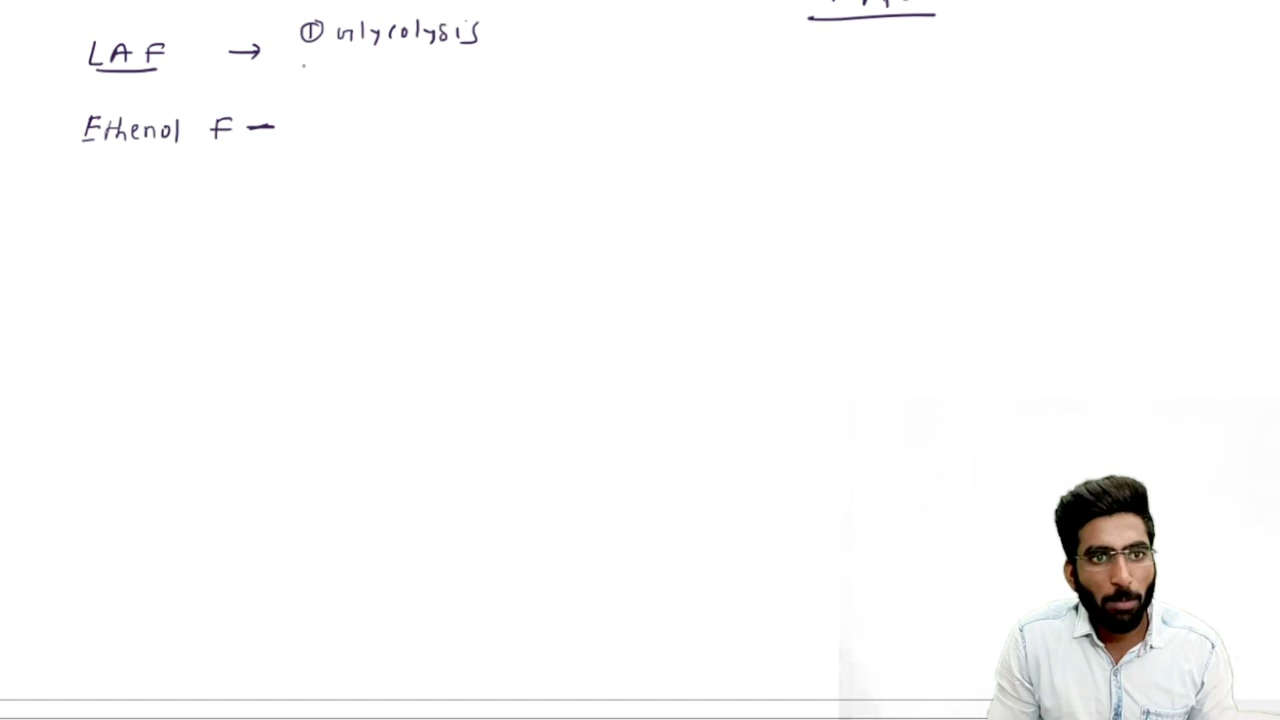 ① Glycolysis
LAF →
Ethenol F -